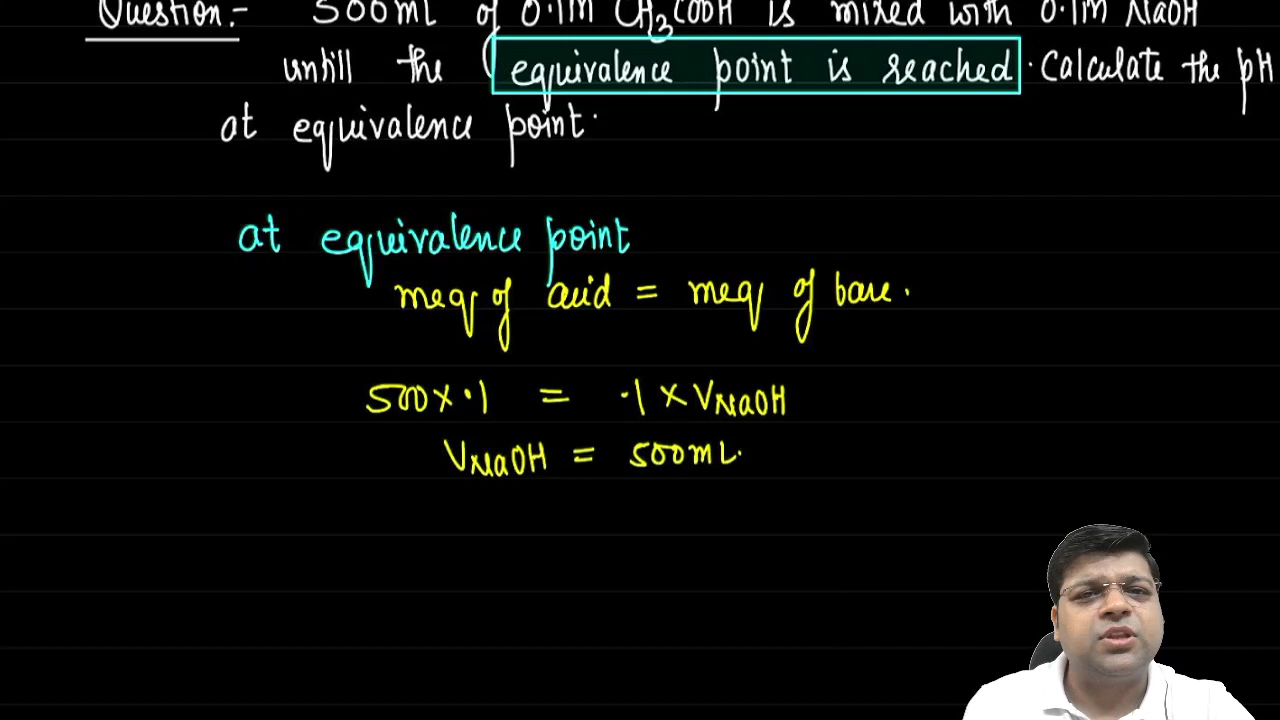 Question:- 500mL of 0.1M CH3COOH is mixed with 0.1M NaOH
untill the equivalence point is reached. Calculate the pH
at equivalence point.
at equivalence point
meq of acid = meq of base.
500x.1 = .1 x VNaOH
VNaOH = 500mL.